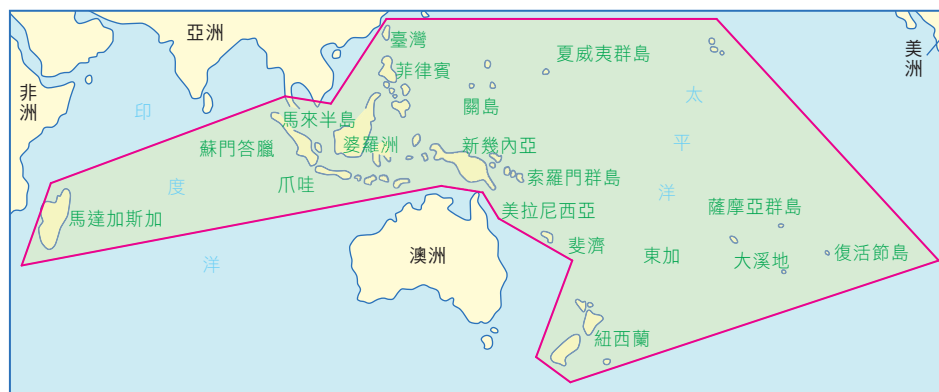 亞洲
臺灣
夏威夷群島
美洲
菲律賓
非洲
印度洋
太平洋
關島
馬來半島
婆羅洲
新幾內亞
蘇門答臘
爪哇
索羅門群島
馬達加斯加
美拉尼西亞
薩摩亞群島
澳洲
斐濟
東加
大溪地
復活節島
紐西蘭